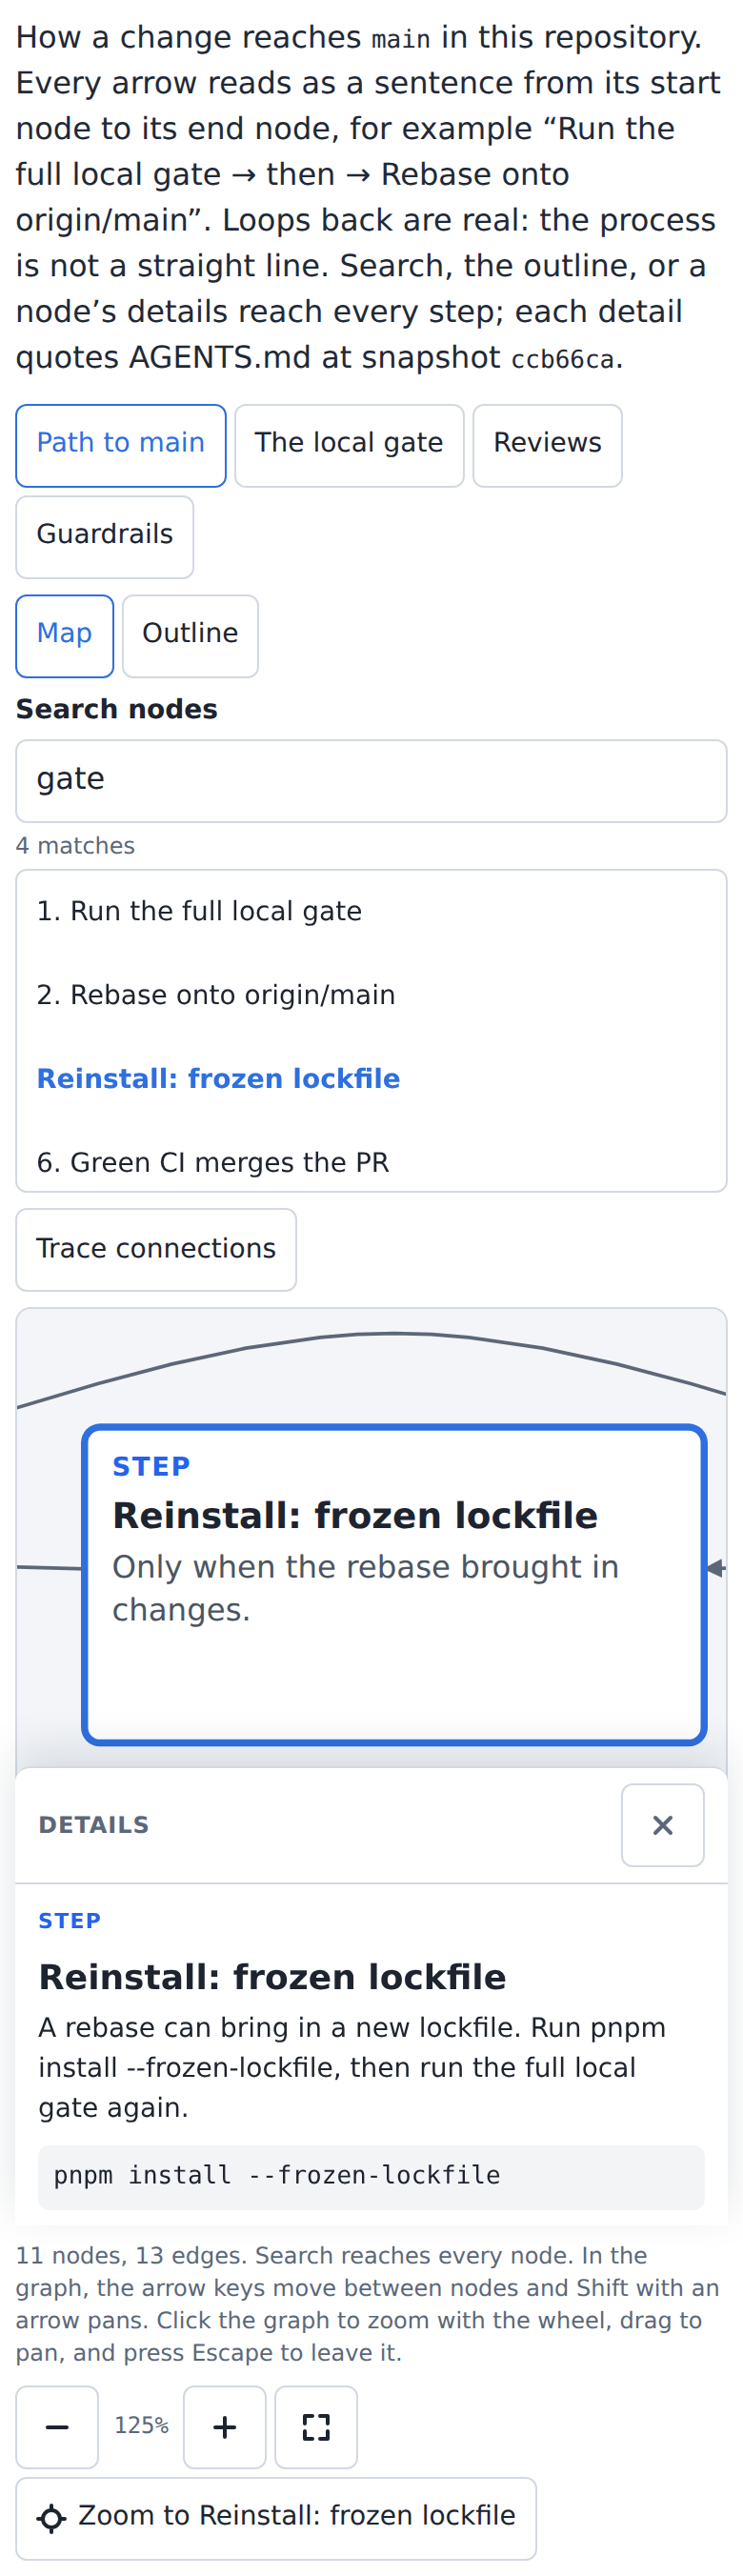 How a change reaches main in this repository.
Every arrow reads as a sentence from its start
node to its end node, for example “Run the
full local gate → then → Rebase onto
origin/main”. Loops back are real: the process
is not a straight line. Search, the outline, or a
node’s details reach every step; each detail
quotes AGENTS.md at snapshot ccb66ca.
Path to main
The local gate
Reviews
Guardrails
Map
Outline
Search nodes
gate
4 matches
1. Run the full local gate
2. Rebase onto origin/main
Reinstall: frozen lockfile
6. Green CI merges the PR
Trace connections
STEP
Reinstall: frozen lockfile
Only when the rebase brought in
changes.
DETAILS
STEP
Reinstall: frozen lockfile
A rebase can bring in a new lockfile. Run pnpm
install --frozen-lockfile, then run the full local
gate again.
pnpm install --frozen-lockfile
11 nodes, 13 edges. Search reaches every node. In the
graph, the arrow keys move between nodes and Shift with an
arrow pans. Click the graph to zoom with the wheel, drag to
pan, and press Escape to leave it.
125%
Zoom to Reinstall: frozen lockfile